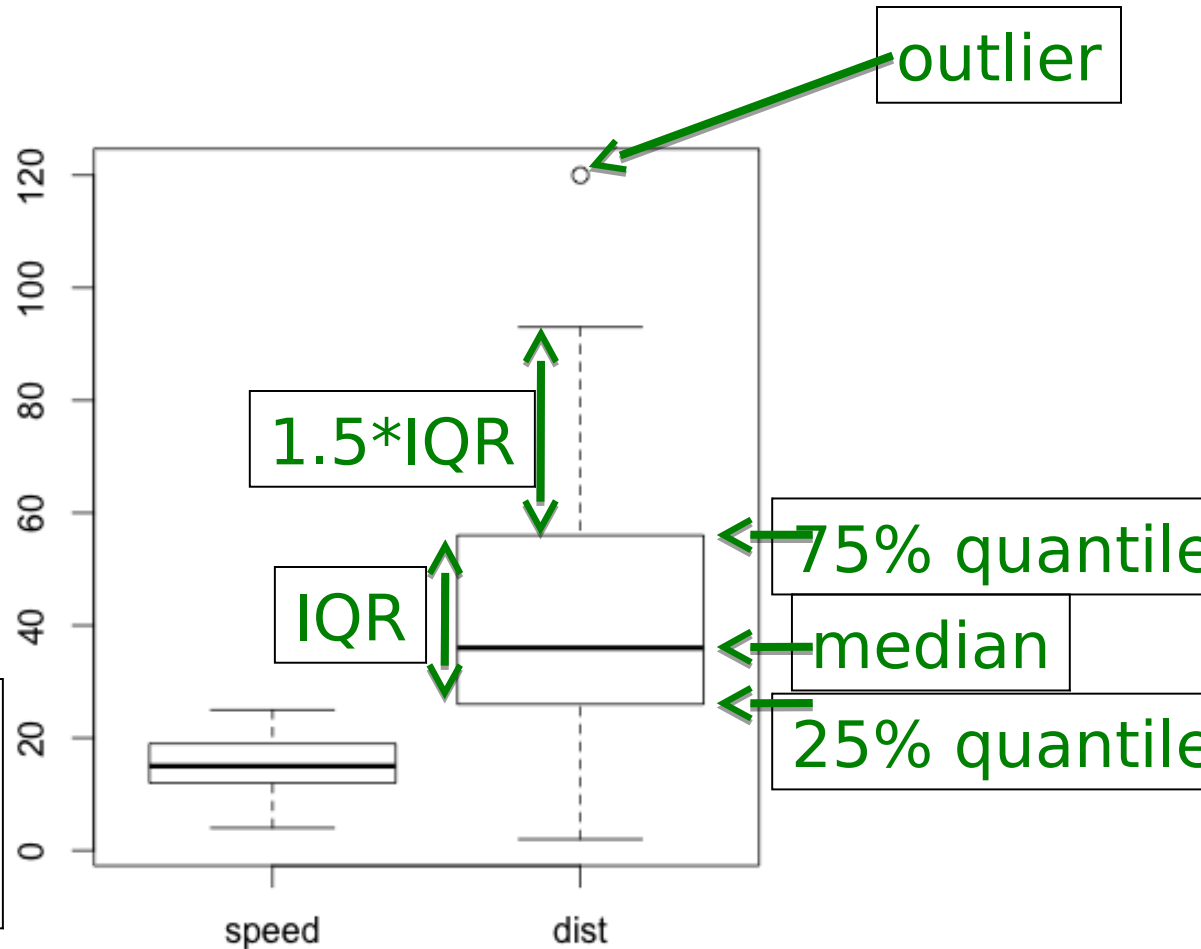 outlier
120
100
80
1.5*IQR
60
75% quantile
IQR
40
median
25% quantile
20
0
speed
dist